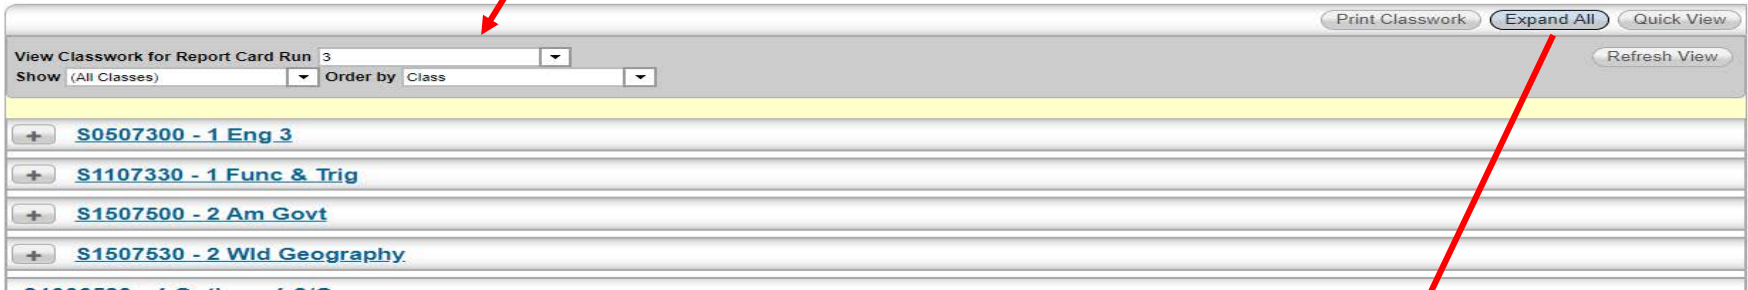 Print Classwork Expand All Quick View
View Classwork for Report Card Run 3
Refresh View
Show (All Classes) Order by Class
S0507300 - 1 Eng 3
S1107330 - 1 Func & Trig
S1507500 - 2 Am Govt
S1507530 - 2 Wld Geography